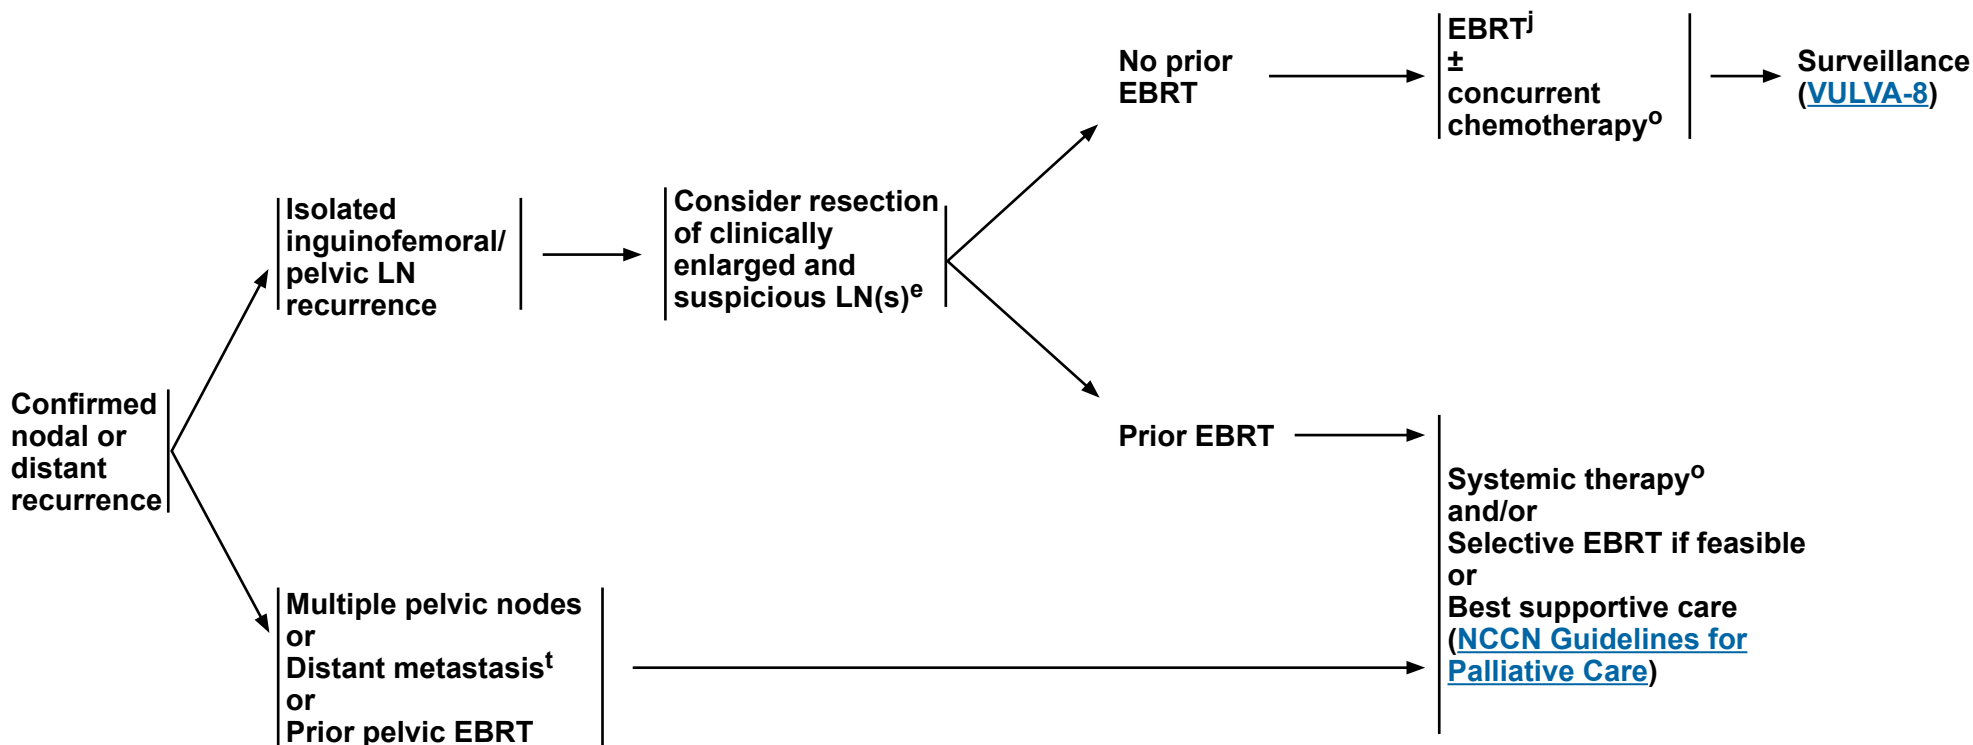 Confirmed
nodal or
distant
recurrence
Isolated
inguinofemoral/
pelvic LN
recurrence
Consider resection
of clinically
enlarged and
suspicious LN(s)e
No prior
EBRT
EBRTj
±
concurrent
chemotherapyo
Surveillance
(VULVA-8)
Prior EBRT
Multiple pelvic nodes
or
Distant metastasist
or
Prior pelvic EBRT
Systemic therapyo
and/or
Selective EBRT if feasible
or
Best supportive care
(NCCN Guidelines for
Palliative Care)